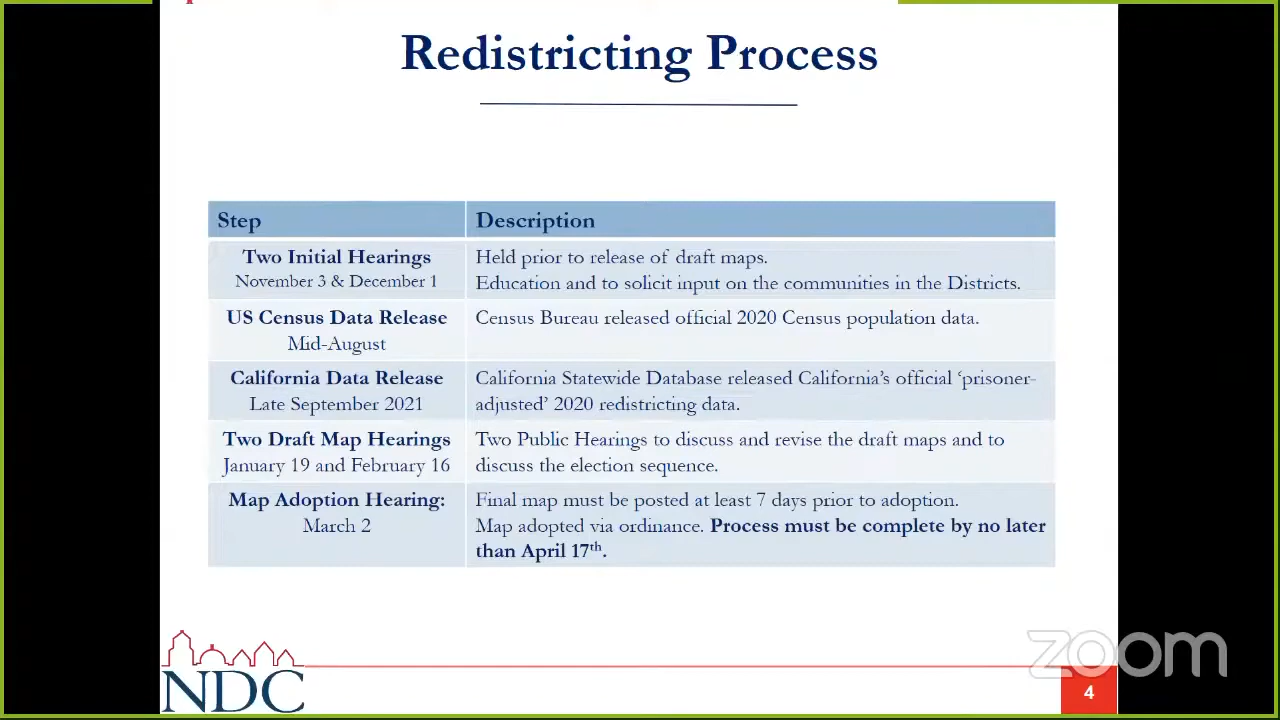 Redistricting Process
Step
Description
Two Initial Hearings
November 3 & December 1
Held prior to release of draft maps.
Education and to solicit input on the communities in the Districts.
US Census Data Release
Mid-August
Census Bureau released official 2020 Census population data.
California Data Release
Late September 2021
California Statewide Database released California's official ‘prisoner-
adjusted’ 2020 redistricting data.
Two Draft Map Hearings
January 19 and February 16
Two Public Hearings to discuss and revise the draft maps and to
discuss the election sequence.
Map Adoption Hearing:
March 2
Final map must be posted at least 7 days prior to adoption.
Map adopted via ordinance. Process must be complete by no later
than April 17th.
NDC
zoom
4